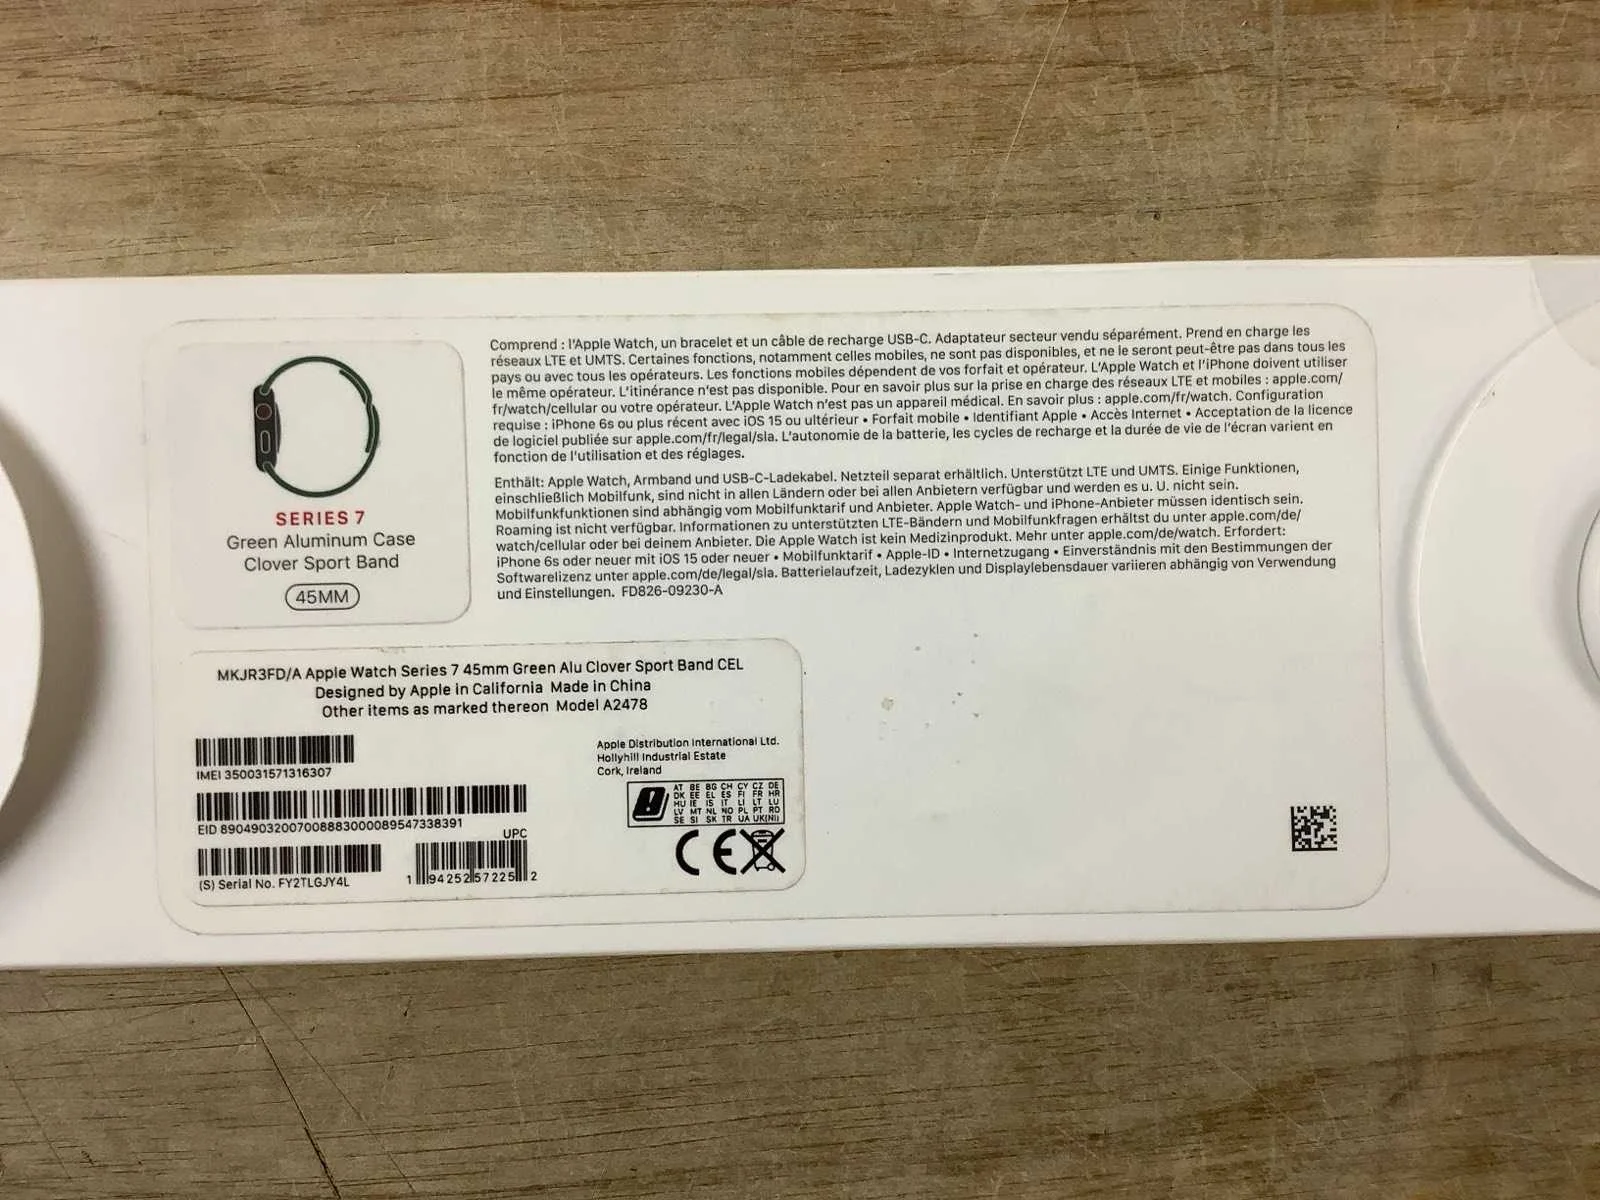 SERIES 7
Green Aluminum Case
Clover Sport Band
45MM
Comprend : l'Apple Watch, un bracelet et un câble de recharge USB-C. Adaptateur secteur vendu séparément. Prend en charge les
réseaux LTE et UMTS. Certaines fonctions, notamment celles mobiles, ne sont pas disponibles, et ne le seront peut-être pas dans tous les
pays ou avec tous les opérateurs. Les fonctions mobiles dépendent de vos forfait et opérateur. L'Apple Watch et l'iPhone doivent utiliser
le même opérateur. L'itinérance n'est pas disponible. Pour en savoir plus sur la prise en charge des réseaux LTE et mobiles : apple.com/
fr/watch/cellular ou votre opérateur. L'Apple Watch n'est pas un appareil médical. En savoir plus : apple.com/fr/watch. Configuration
requise : iPhone 6s ou plus récent avec iOS 15 ou ultérieur • Forfait mobile • Identifiant Apple • Accès Internet • Acceptation de la licence
de logiciel publiée sur apple.com/fr/legal/sla. L'autonomie de la batterie, les cycles de recharge et la durée de vie de l'écran varient en
fonction de l'utilisation et des réglages.
Enthält: Apple Watch, Armband und USB-C-Ladekabel. Netzteil separat erhältlich. Unterstützt LTE und UMTS. Einige Funktionen,
einschließlich Mobilfunk, sind nicht in allen Ländern oder bei allen Anbietern verfügbar und werden es u. U. nicht sein.
Mobilfunkfunktionen sind abhängig vom Mobilfunktarif und Anbieter. Apple Watch- und iPhone-Anbieter müssen identisch sein.
Roaming ist nicht verfügbar. Informationen zu unterstützten LTE-Bändern und Mobilfunkfragen erhältst du unter apple.com/de/
watch/cellular oder bei deinem Anbieter. Die Apple Watch ist kein Medizinprodukt. Mehr unter apple.com/de/watch. Erfordert:
iPhone 6s oder neuer mit iOS 15 oder neuer • Mobilfunktarif • Apple-ID • Internetzugang • Einverständnis mit den Bestimmungen der
Softwarelizenz unter apple.com/de/legal/sla. Batterielaufzeit, Ladezyklen und Displaylebensdauer variieren abhängig von Verwendung
und Einstellungen. FD826-09230-A
MKJR3FD/A Apple Watch Series 7 45mm Green Alu Clover Sport Band CEL
Designed by Apple in California Made in China
Other items as marked thereon Model A2478
IMEI 350031571316307
EID 89049032007008883000089547338391
(S) Serial No. FY2TLGJY4L
UPC
1 94252 57225 2
Apple Distribution International Ltd.
Hollyhill Industrial Estate
Cork, Ireland
AT BE BG CH CY CZ DE
DK EE EL ES FI FR HR
HU IE IS IT LI LT LU
LV MT NL NO PL PT RO
SE SI SK TR UA UK(NI)
CE